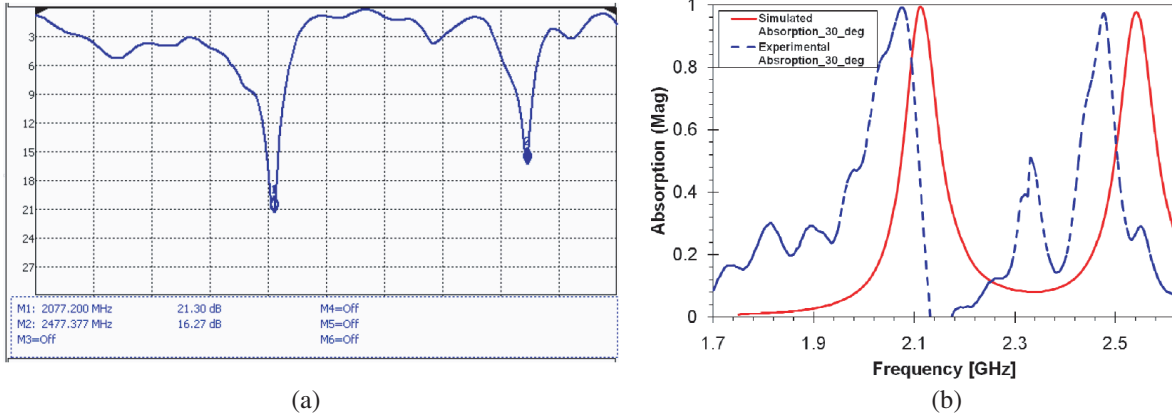 3
6
9
12
15
18
21
24
27
1
2
M1: 2077.200 MHz 21.30 dB M4=Off
M2: 2477.377 MHz 16.27 dB M5=Off
M3=Off M6=Off
(a)
1
0.8
0.6
0.4
0.2
0
Absorption (Mag)
Simulated
Absorption_30_deg
Experimental
Absroption_30_deg
1.7 1.9 2.1 2.3 2.5
Frequency [GHz]
(b)